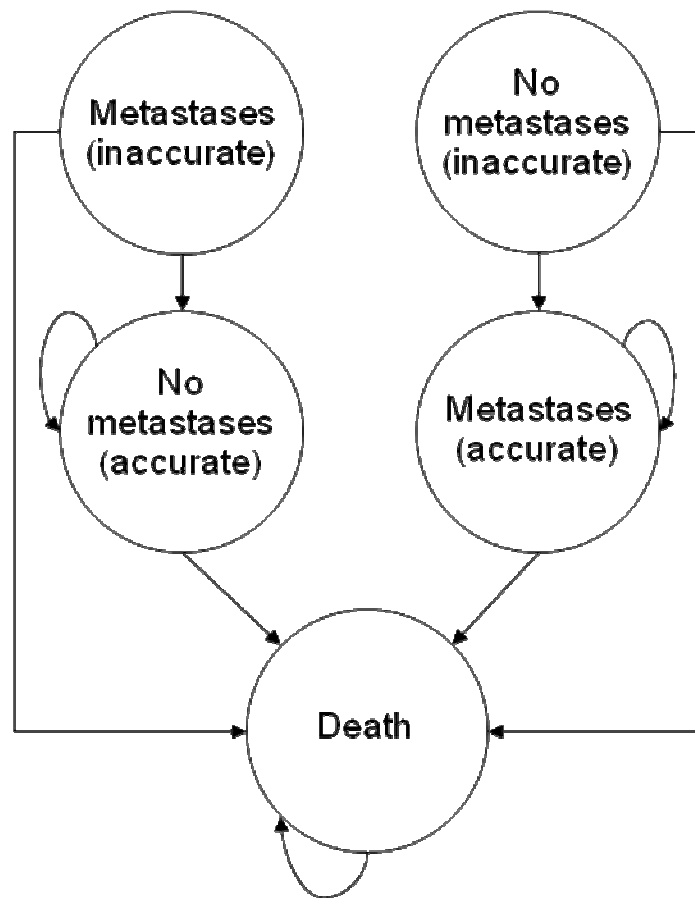 Metastases
(inaccurate)
No
metastases
(inaccurate)
No
metastases
(accurate)
Metastases
(accurate)
Death